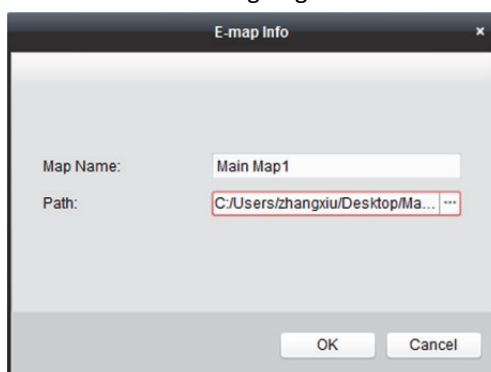 E-map Info ×
Map Name: Main Map1
Path: C:/Users/zhangxiu/Desktop/Ma... ...
OK Cancel